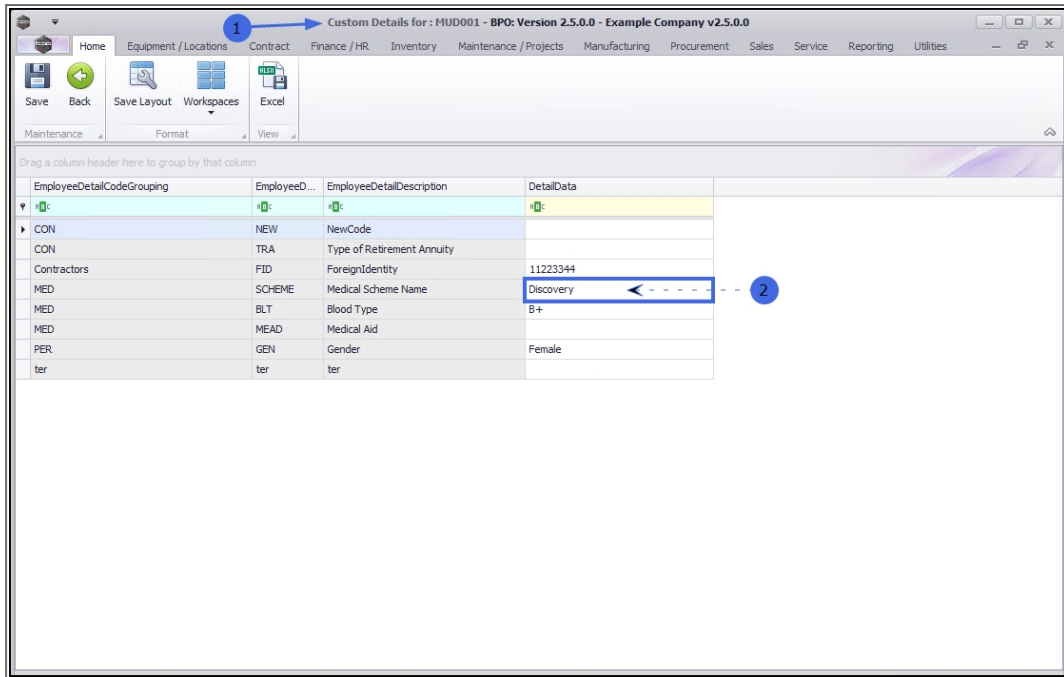 1
Custom Details for : MUD001 - BPO: Version 2.5.0.0 - Example Company v2.5.0.0
Home Equipment / Locations Contract Finance / HR Inventory Maintenance / Projects Manufacturing Procurement Sales Service Reporting Utilities
XLSX
Save Back Save Layout Workspaces Excel
Maintenance Format View
Drag a column header here to group by that column
EmployeeDetailCodeGrouping EmployeeD... EmployeeDetailDescription DetailData
CON NEW NewCode
CON TRA Type of Retirement Annuity
Contractors FID ForeignIdentity 11223344
MED SCHEME Medical Scheme Name Discovery 2
MED BLT Blood Type B+
MED MEAD Medical Aid
PER GEN Gender Female
ter ter ter